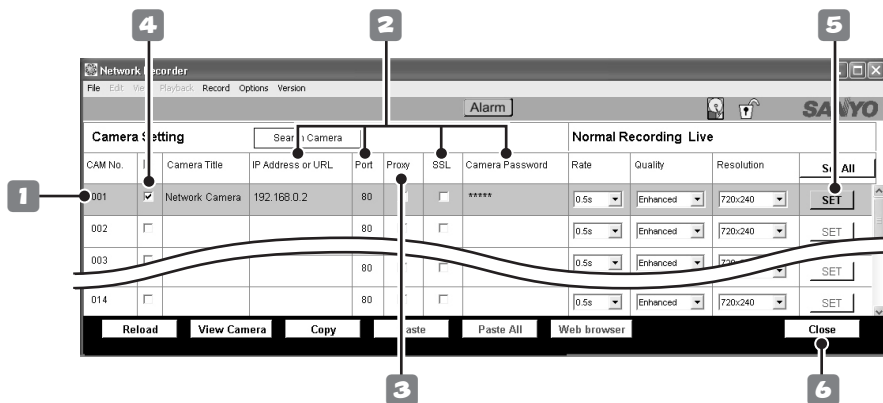 4
2
5
Network Recorder
File Edit View Playback Record Options Version
Alarm
SANYO
Camera Setting Search Camera Normal Recording Live
CAM No. Camera Title IP Address or URL Port Proxy SSL Camera Password Rate Quality Resolution Set All
1
001 Network Camera 192.168.0.2 80 ***** 0.5s Enhanced 720x240 SET
002 80 0.5s Enhanced 720x240 SET
003 80 0.5s Enhanced 720x240 SET
014 80 0.5s Enhanced 720x240 SET
Reload View Camera Copy Paste Paste All Web browser Close
3
6